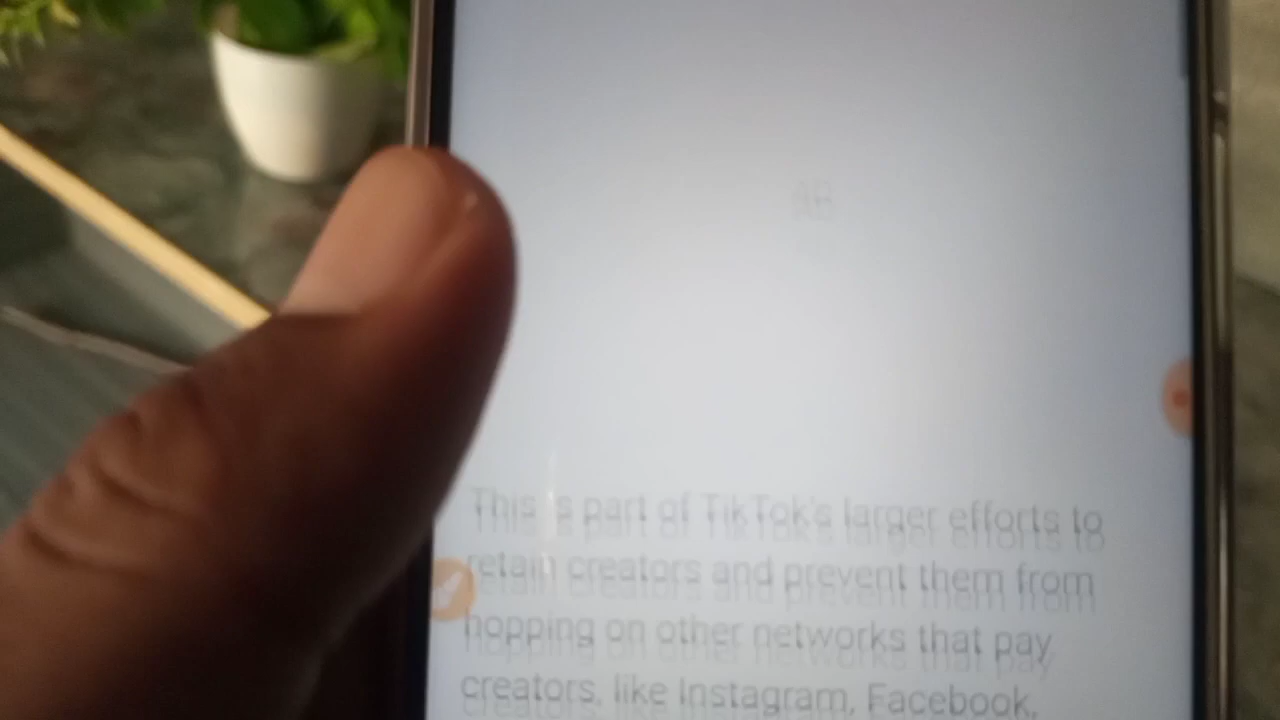 This is part of TikTok's larger efforts to
retain creators and prevent them from
hopping on other networks that pay
creators, like Instagram, Facebook,